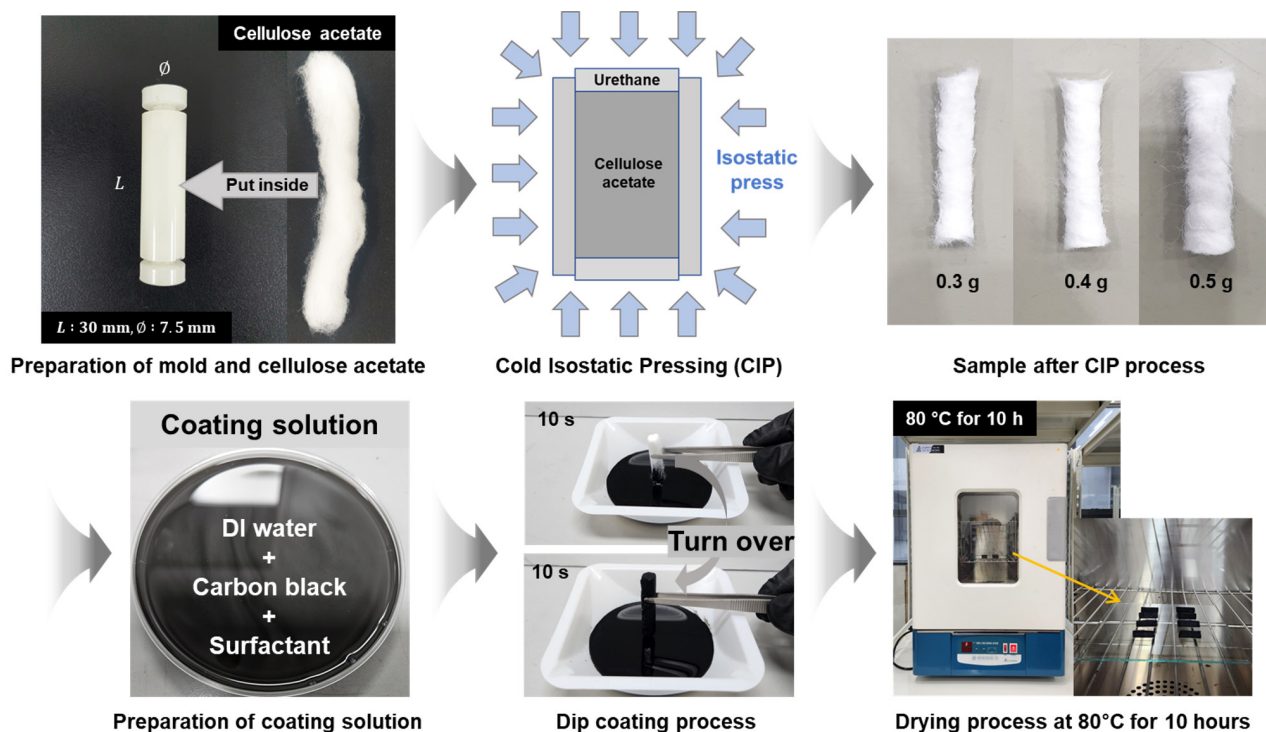 Cellulose acetate
Ø
L
Put inside
L : 30 mm, Ø : 7.5 mm
Preparation of mold and cellulose acetate
Urethane
Cellulose
acetate
Isostatic
press
Cold Isostatic Pressing (CIP)
0.3 g
0.4 g
0.5 g
Sample after CIP process
Coating solution
DI water
+
Carbon black
+
Surfactant
Preparation of coating solution
10 s
Turn over
10 s
Dip coating process
80 °C for 10 h
Drying process at 80°C for 10 hours